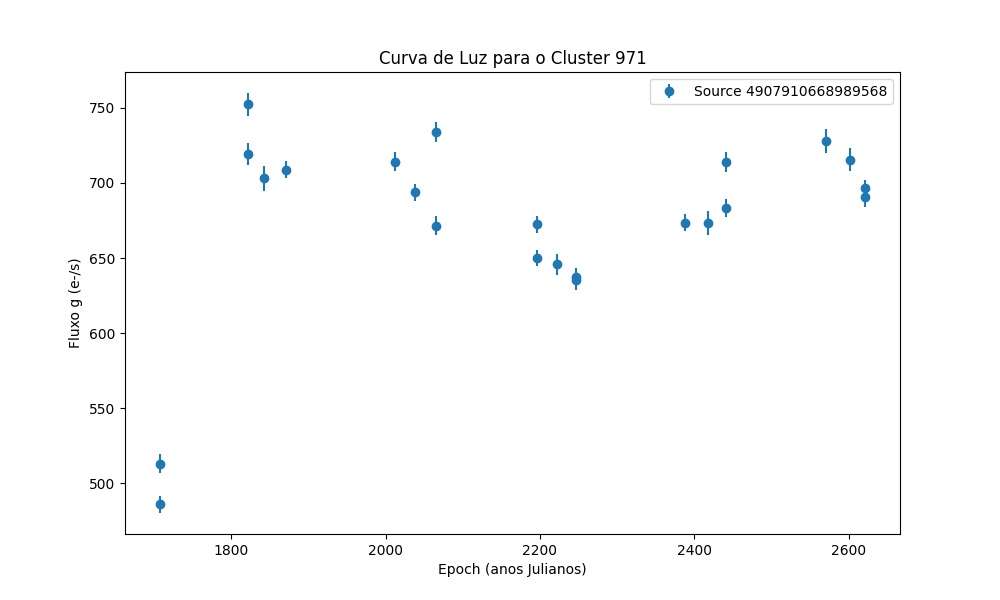 Curva de Luz para o Cluster 971
Source 4907910668989568
Fluxo g (e-/s)
750
700
650
600
550
500
1800
2000
2200
2400
2600
Epoch (anos Julianos)